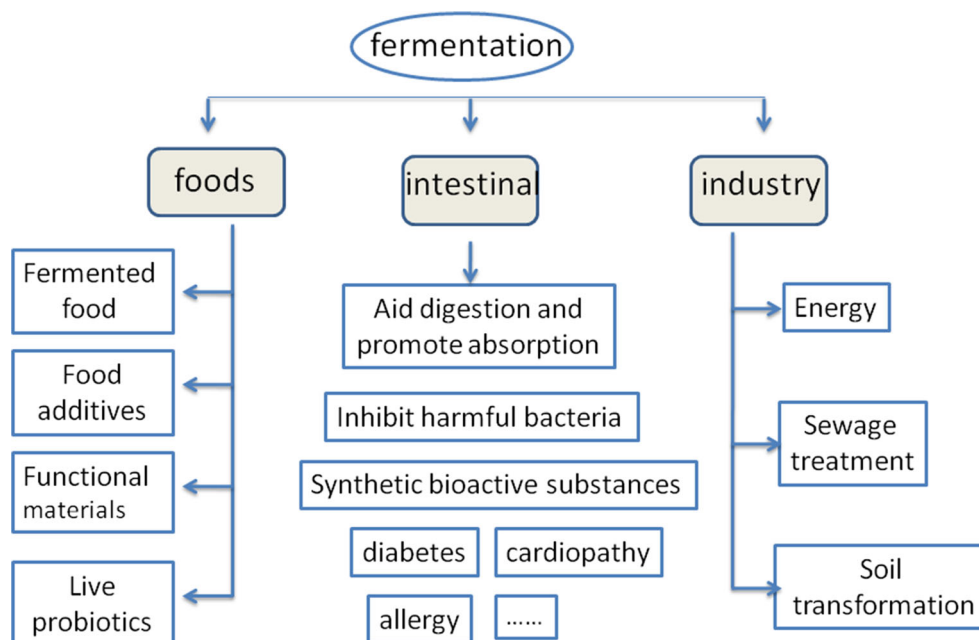 fermentation
foods
intestinal
industry
Fermented
food
Food
additives
Functional
materials
Live
probiotics
Aid digestion and
promote absorption
Inhibit harmful bacteria
Synthetic bioactive substances
diabetes
cardiopathy
allergy
......
Energy
Sewage
treatment
Soil
transformation